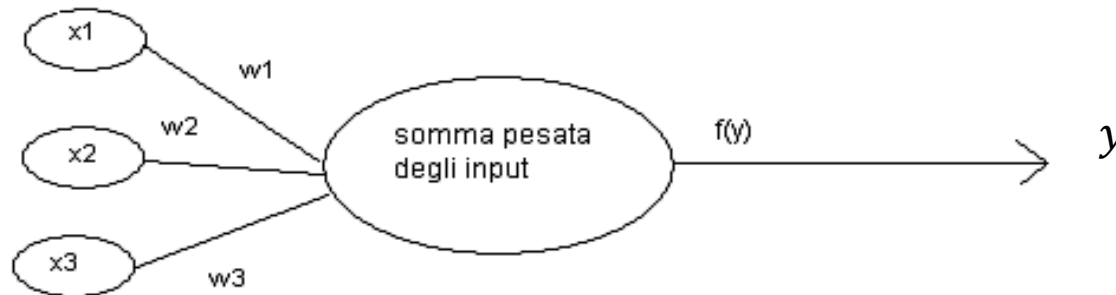 x1
w1
w2
x2
somma pesata
degli input
f(y)
y
x3
w3